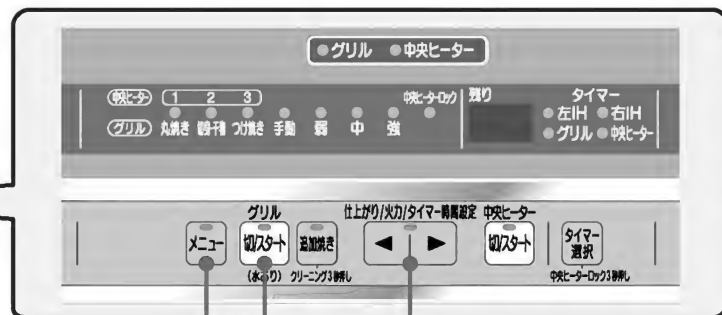 グリル 中央ヒーター
中央ヒーター 1 2 3 中央ヒーターロック 残り タイマー
左IH 右IH
グリル 丸焼き 切身・干物 つけ焼き 手動 弱 中 強 グリル 中央ヒーター
グリル 仕上がり/火力/タイマー時間設定 中央ヒーター
メニュー 切/スタート 追加焼き ◀ ▶ 切/スタート タイマー選択
(水あり) クリーニング3秒押し 中央ヒーターロック3秒押し